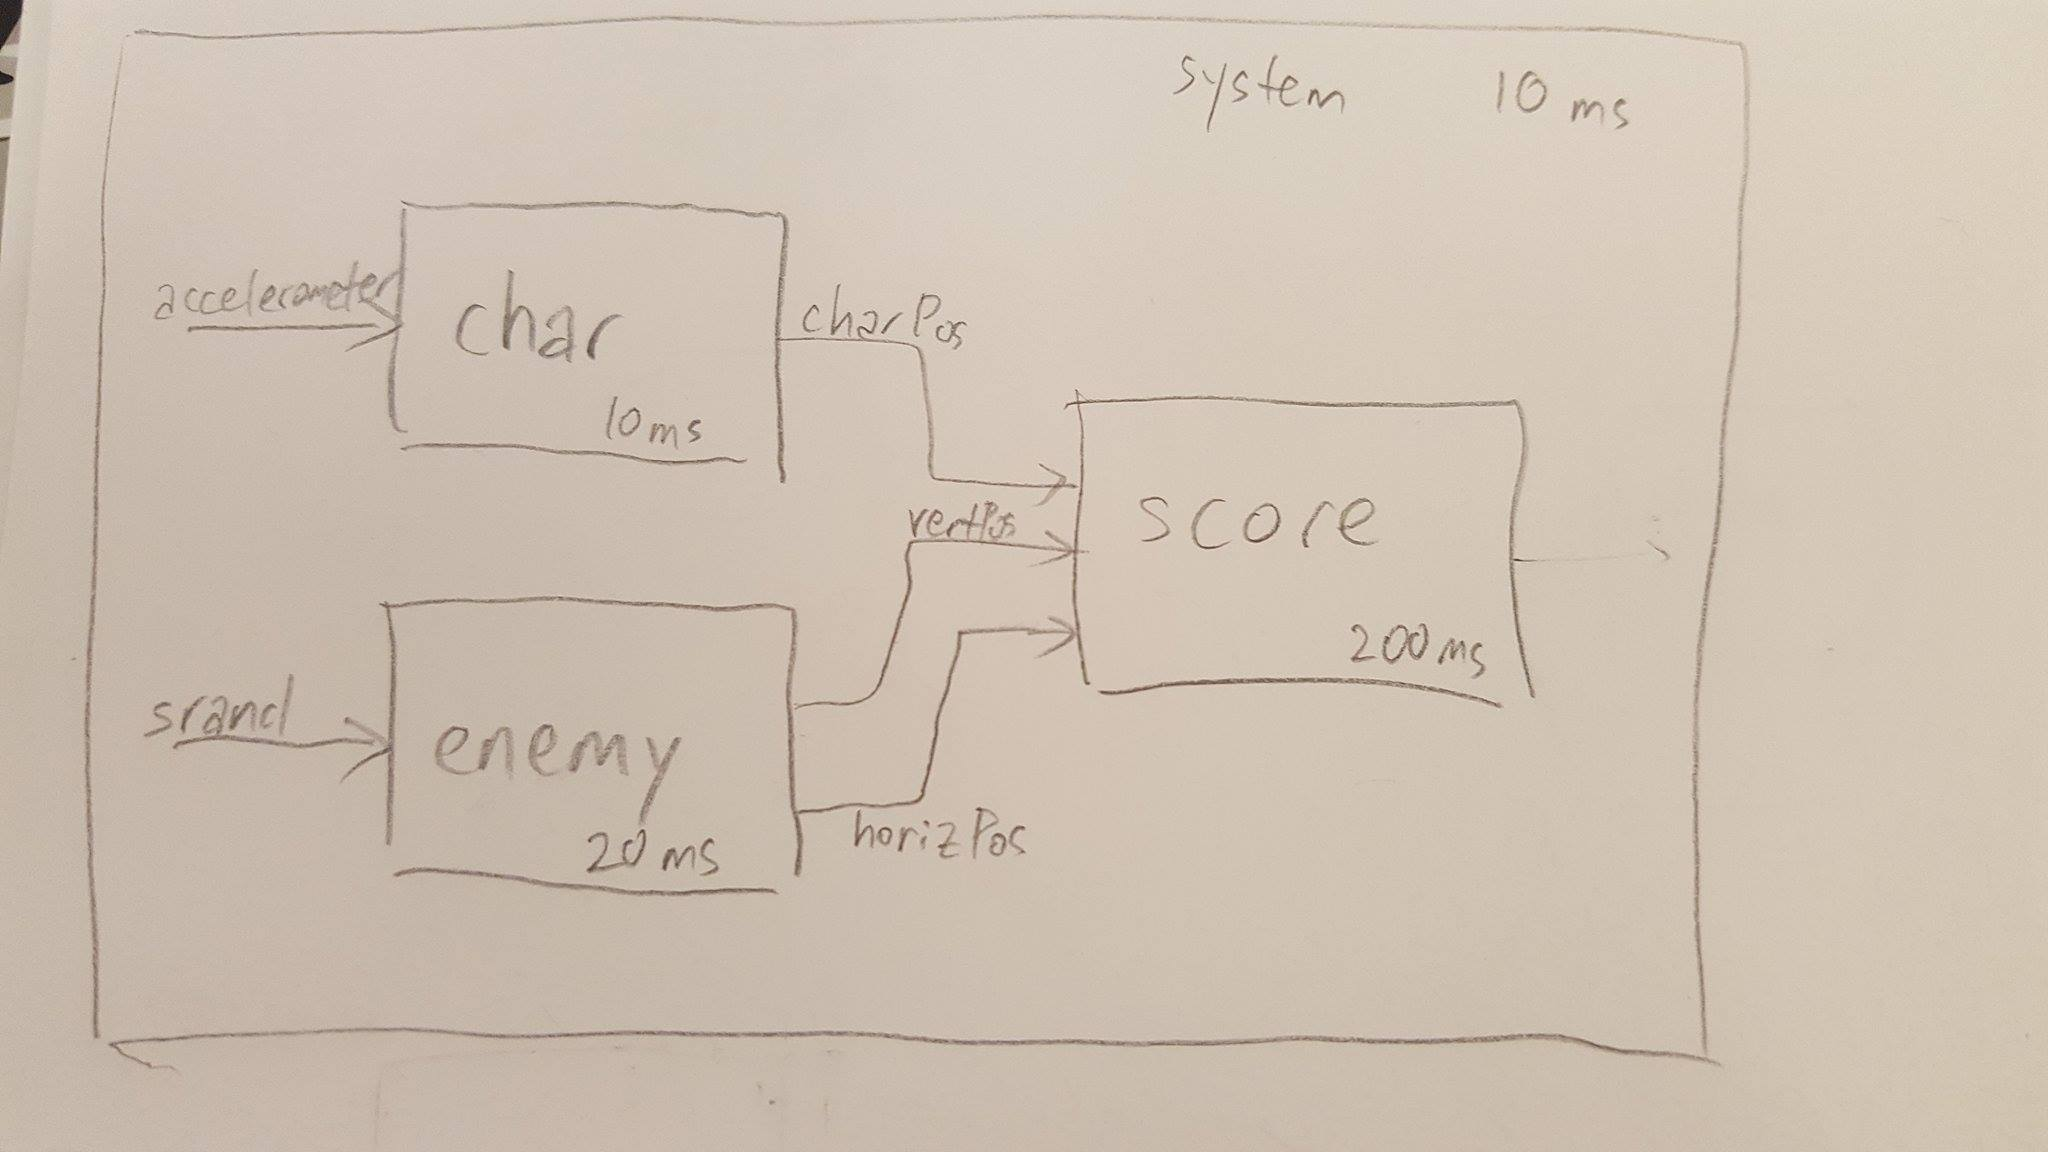 system 10 ms
accelerometer
char
10ms
charPos
score
200ms
vertPos
srand
enemy
20ms
horizPos